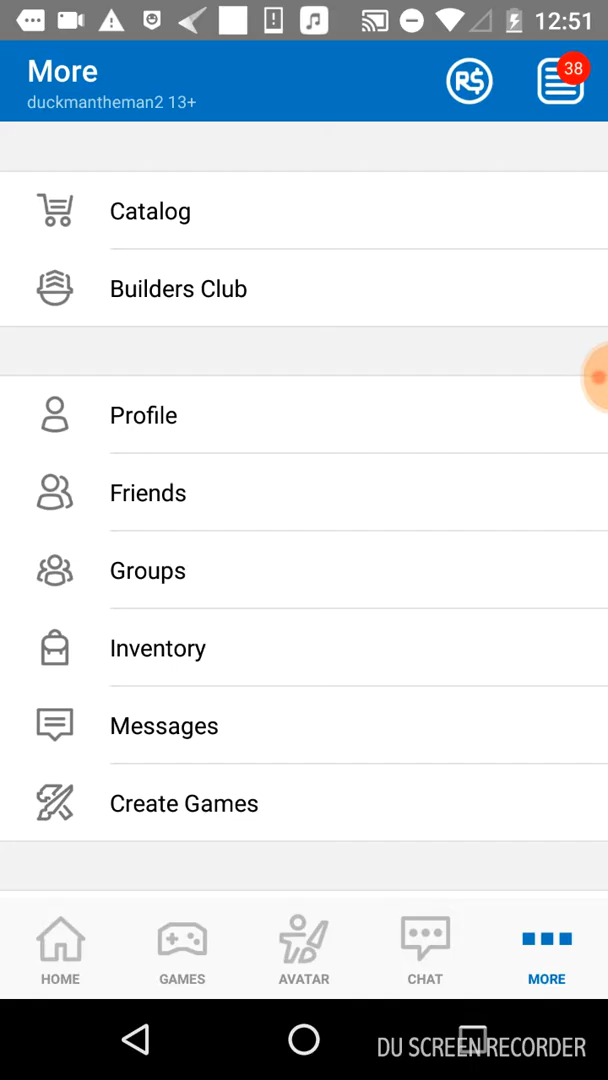 12:51
More
duckmantheman2 13+
R$
38
Catalog
Builders Club
Profile
Friends
Groups
Inventory
Messages
Create Games
HOME GAMES AVATAR CHAT MORE
DU SCREEN RECORDER